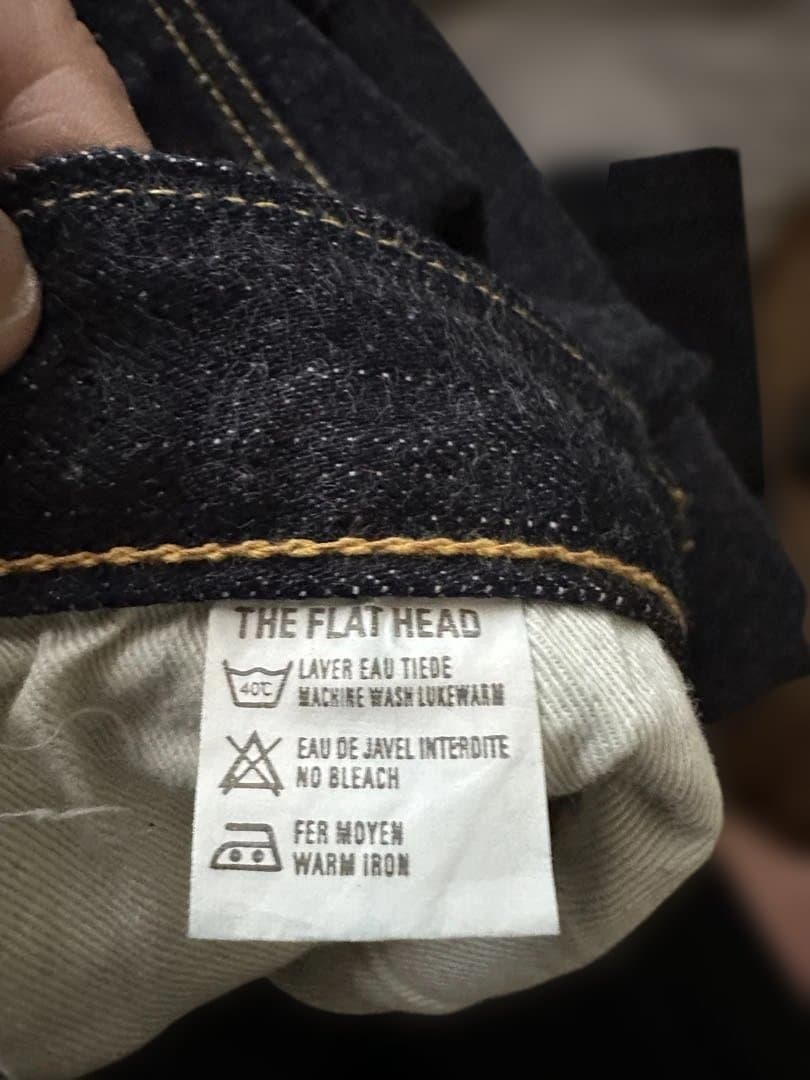 THE FLAT HEAD
40℃
LAVER EAU TIEDE
MACHINE WASH LUKEWARM
EAU DE JAVEL INTERDITE
NO BLEACH
FER MOYEN
WARM IRON